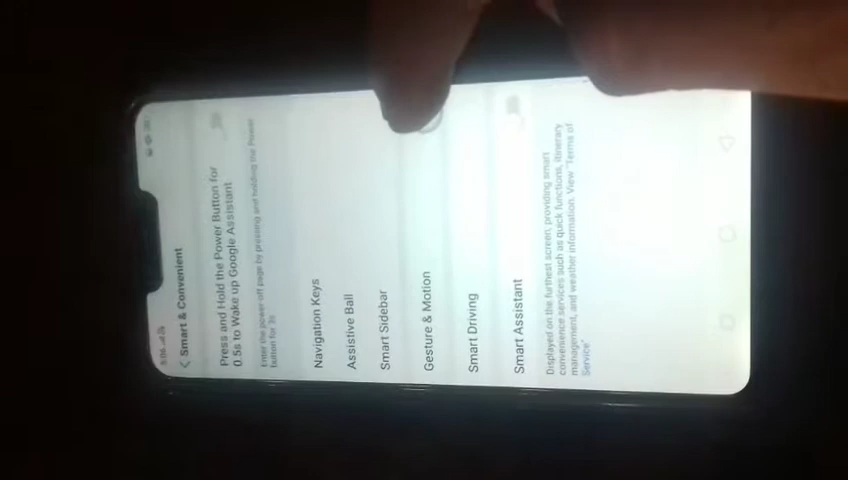 5:06
Smart & Convenient
Press and Hold the Power Button for
0.5s to Wake up Google Assistant
Enter the power-off page by pressing and holding the Power
button for 3s
Navigation Keys
Assistive Ball
Smart Sidebar
Gesture & Motion
Smart Driving
Smart Assistant
Displayed on the furthest screen, providing smart
convenience services such as quick functions, itinerary
management, and weather information. View "Terms of
Service"